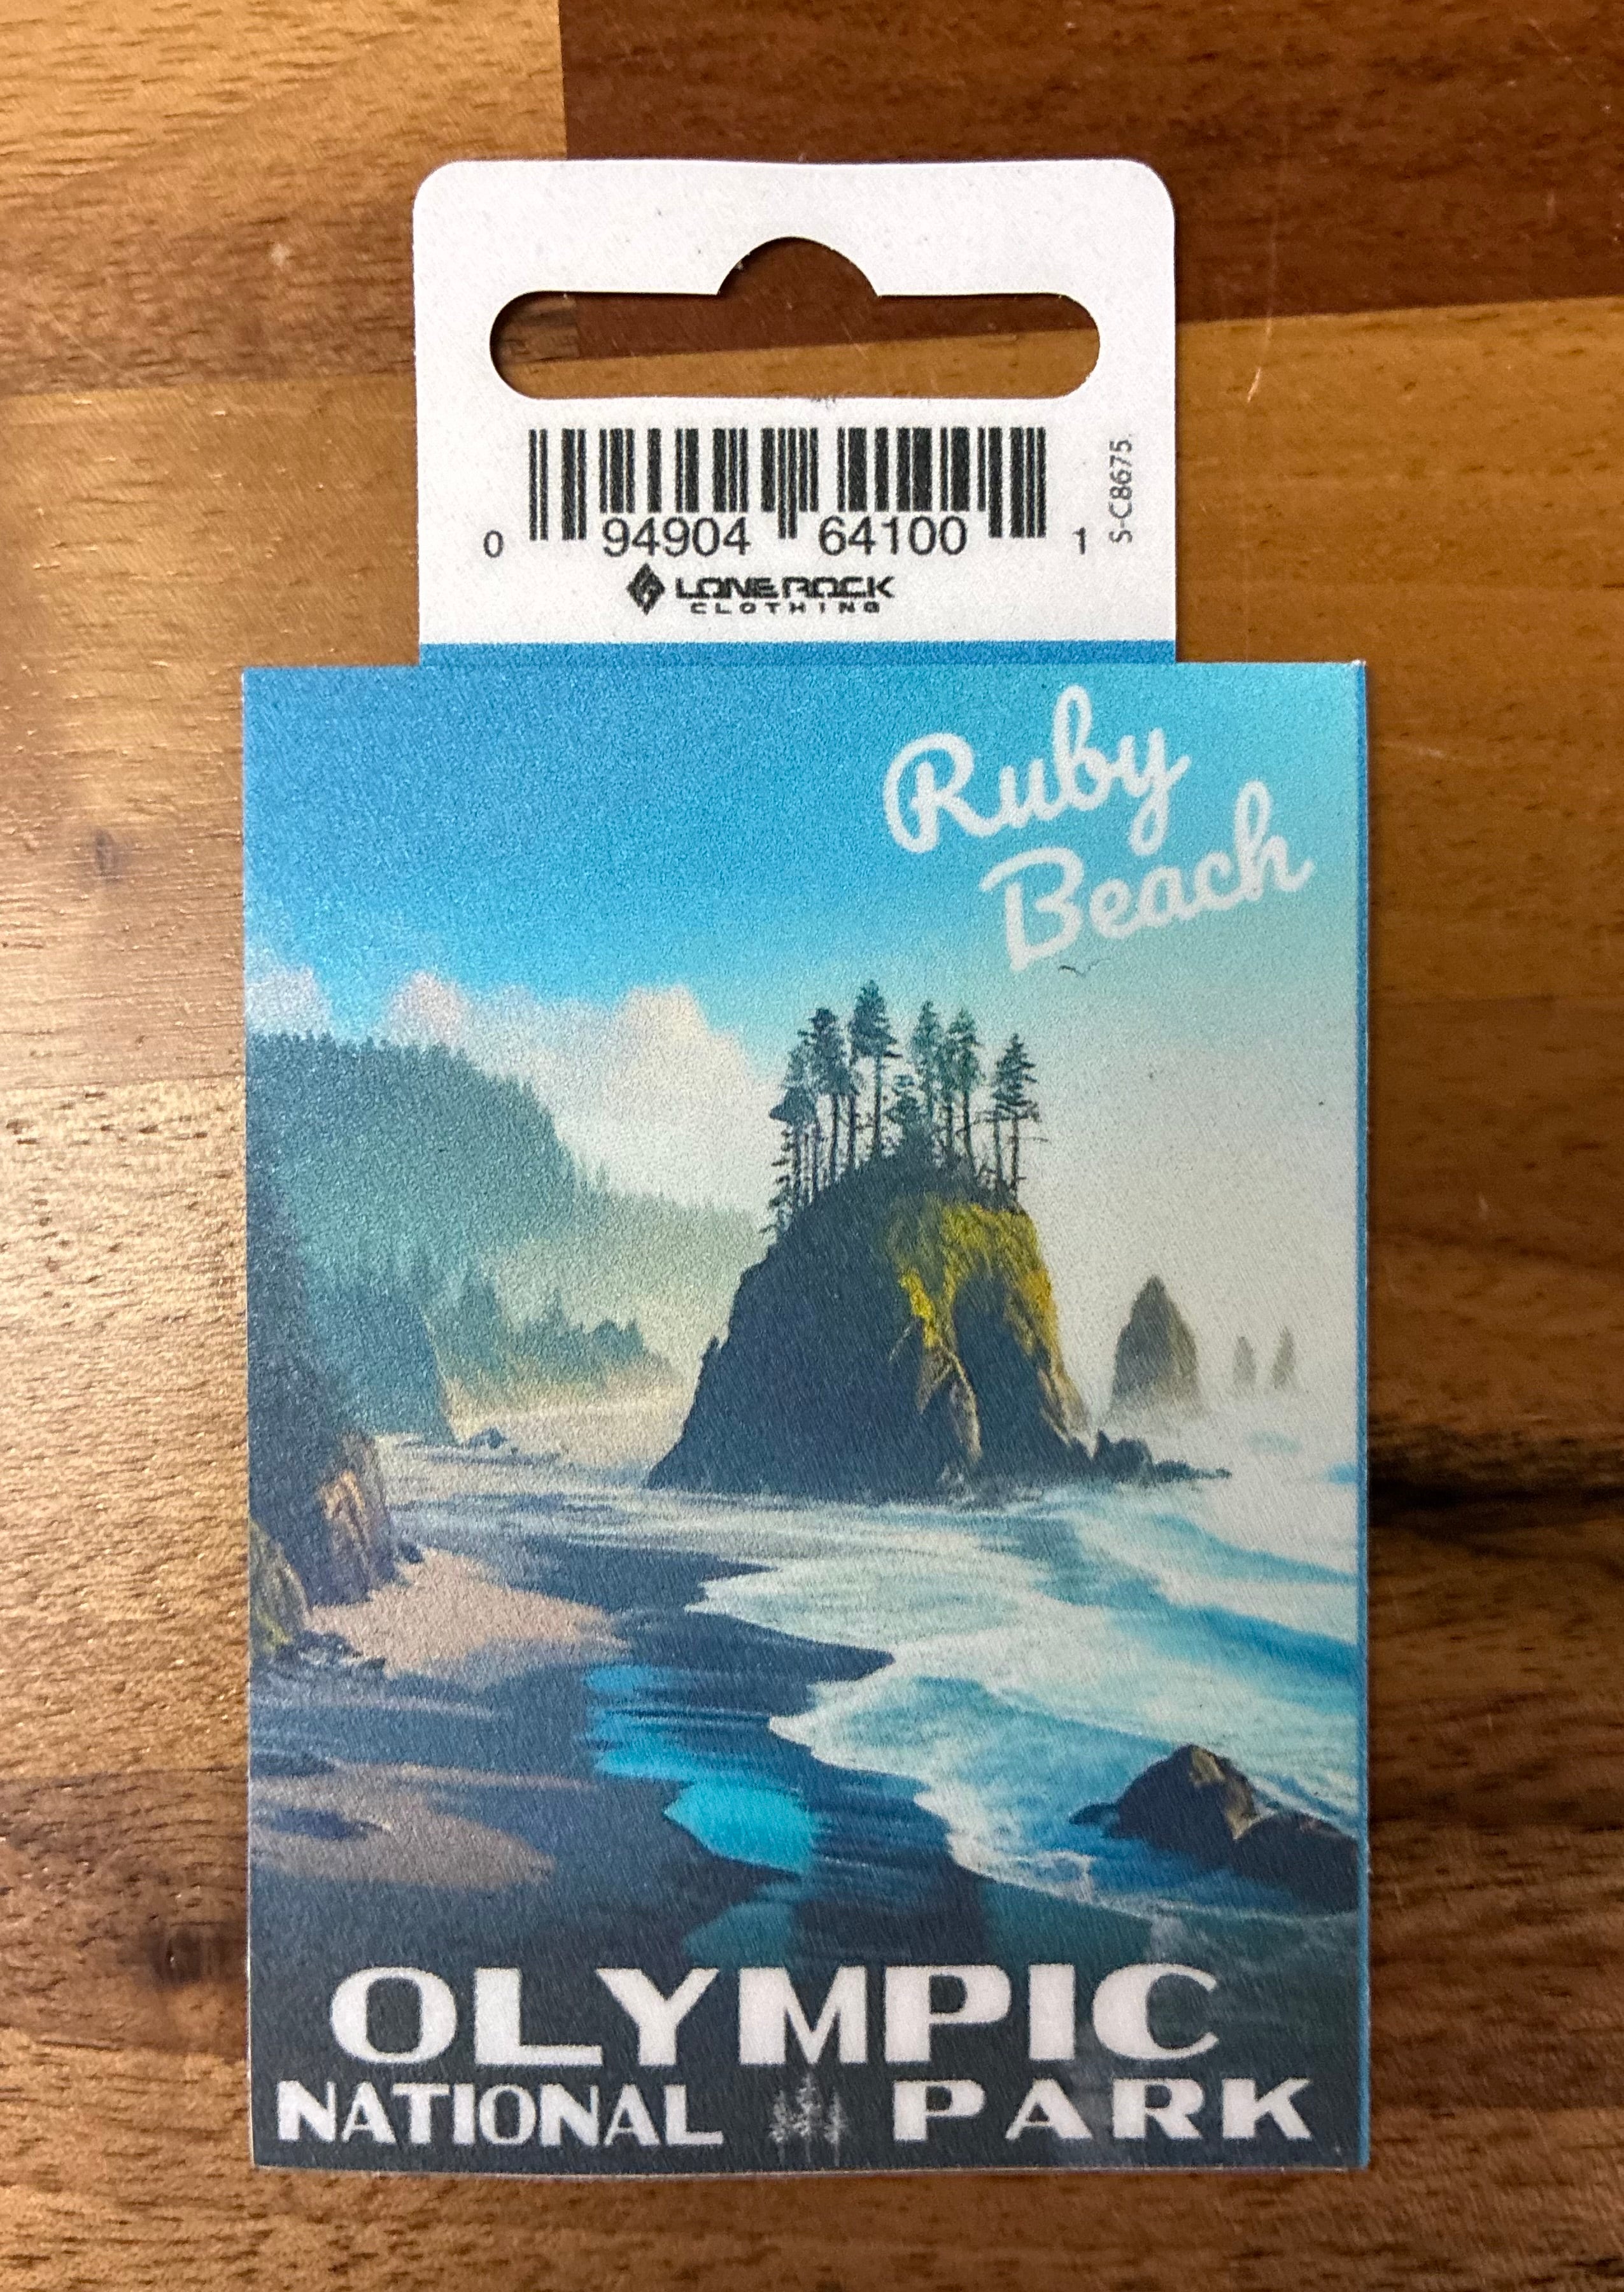 0 94904 64100 1
S-C8675
LONE ROCK
CLOTHING
Ruby
Beach
OLYMPIC
NATIONAL PARK